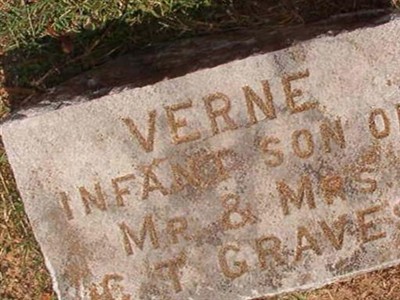 VERNE
INFANT SON OF
MR. & MRS.
C. T. GRAVES